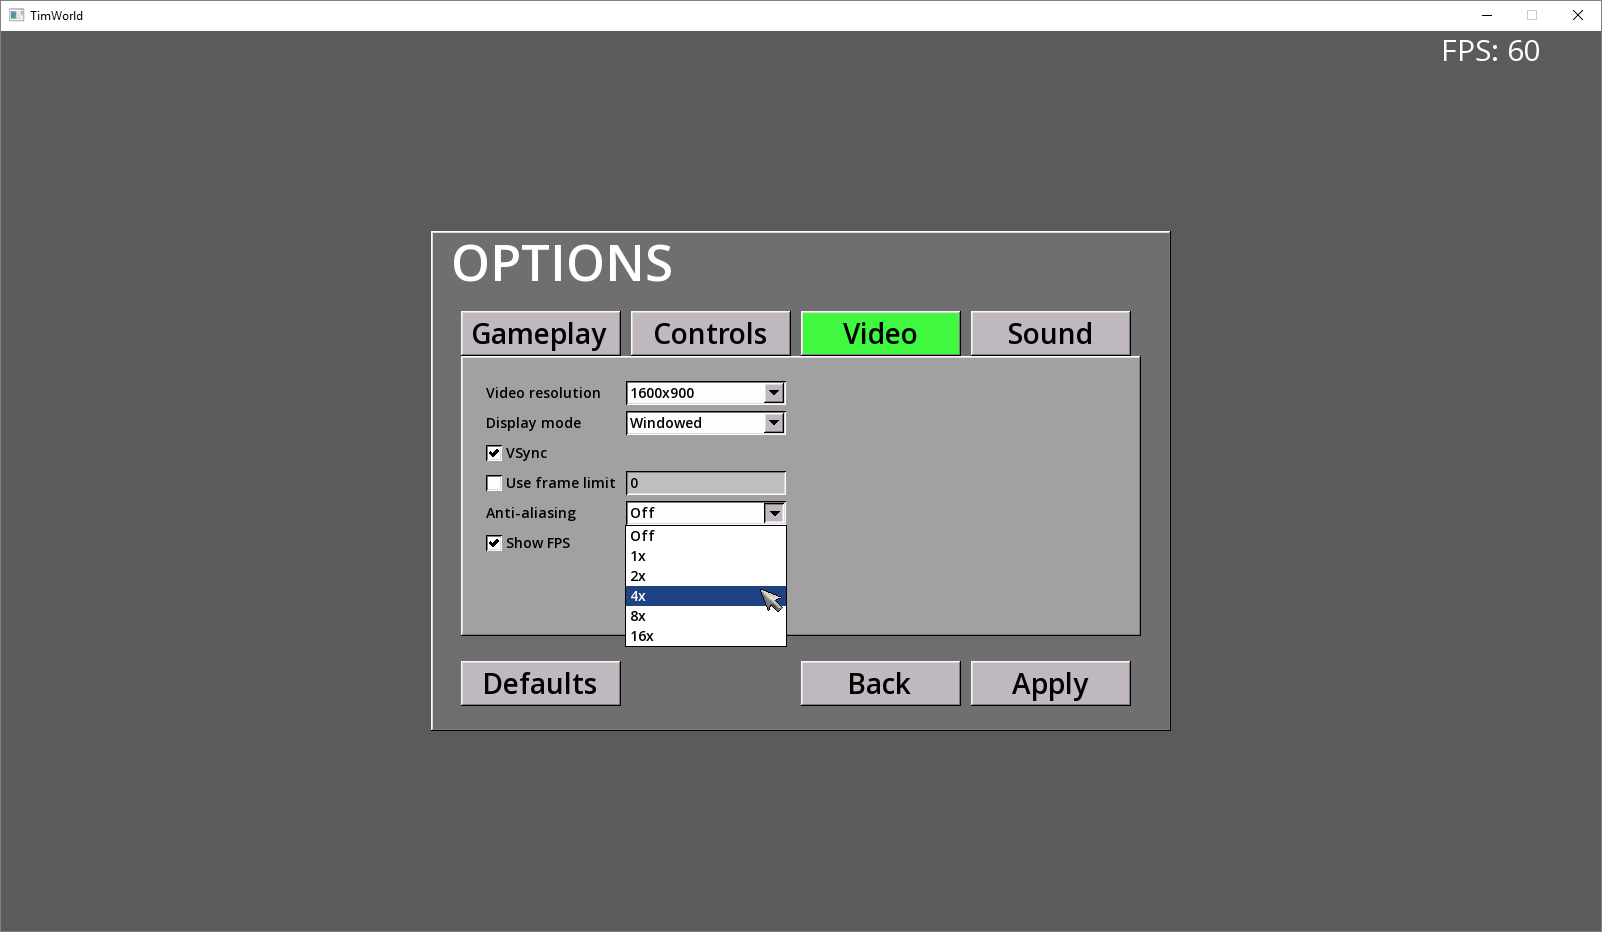 TimWorld
FPS: 60
OPTIONS
Gameplay Controls Video Sound
Video resolution 1600x900
Display mode Windowed
VSync
Use frame limit 0
Anti-aliasing Off
Off
Show FPS
1x
2x
4x
8x
16x
Defaults Back Apply